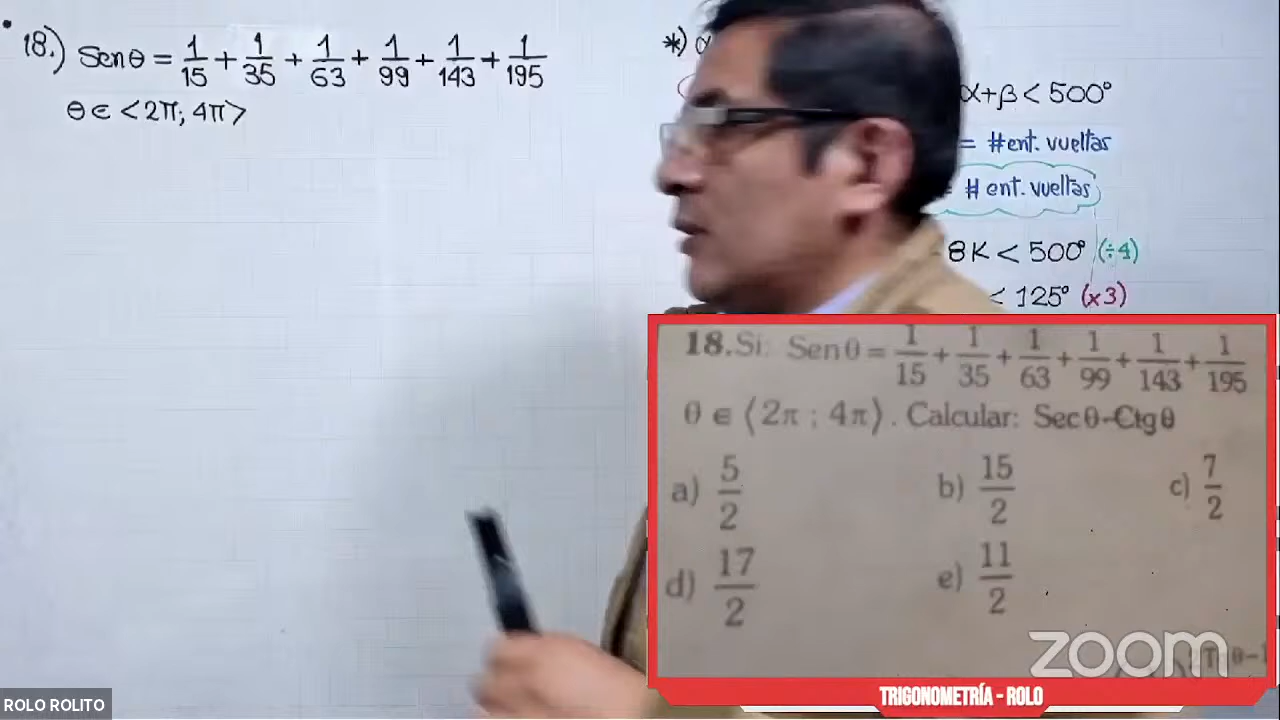 18.) Senθ = 1/15 + 1/35 + 1/63 + 1/99 + 1/143 + 1/195
θ ∈ <2π; 4π>
*) α
α+β < 500°
= #ent. vueltas
# ent. vueltas
8K < 500° (÷4)
< 125° (x3)
18. Si: Senθ = 1/15 + 1/35 + 1/63 + 1/99 + 1/143 + 1/195
θ ∈ ⟨2π ; 4π⟩. Calcular: Secθ-Ctgθ
a) 5/2 b) 15/2 c) 7/2
d) 17/2 e) 11/2
zoom
ROLO ROLITO
TRIGONOMETRÍA - ROLO